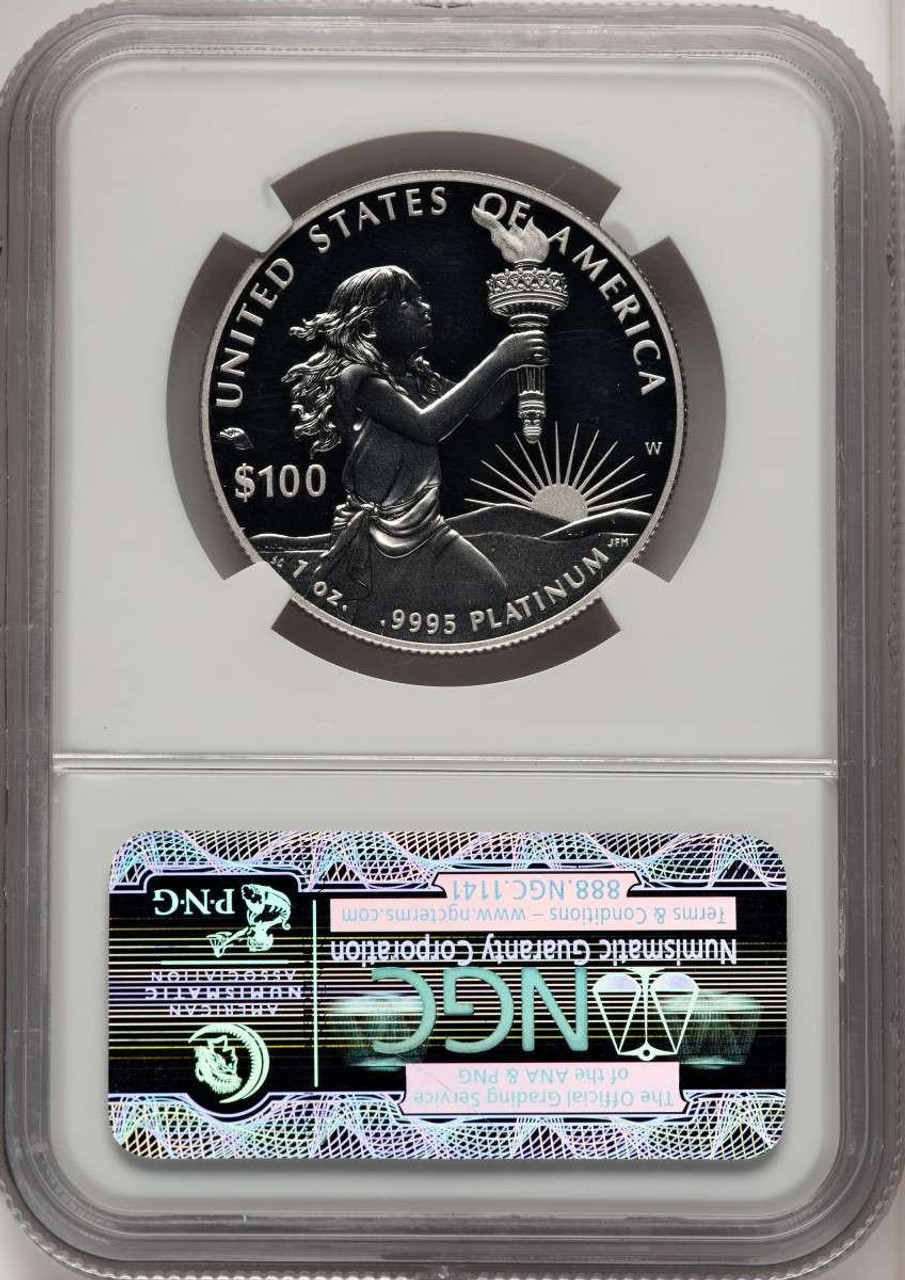 UNITED STATES OF AMERICA
W
$100
JFM
SC
1 OZ. .9995 PLATINUM
The Official Grading Service
of the ANA & PNG
NGC
Numismatic Guaranty Corporation
Terms & Conditions – www.ngcterms.com
888.NGC.1141
AMERICAN
NUMISMATIC
ASSOCIATION
P·N·G